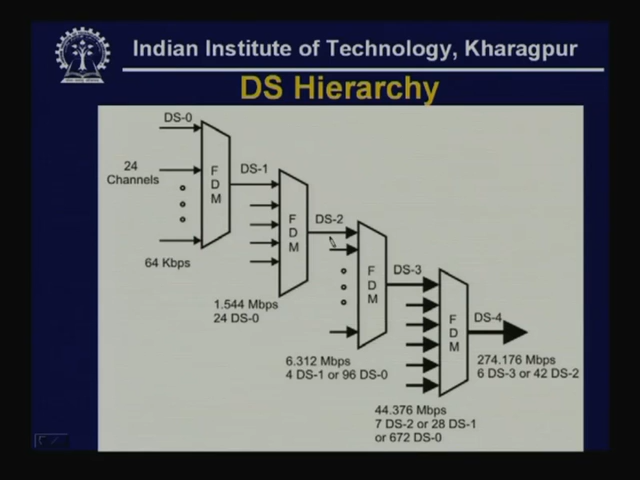 Indian Institute of Technology, Kharagpur
DS Hierarchy
DS-0
24
Channels
64 Kbps
F
D
M
DS-1
1.544 Mbps
24 DS-0
F
D
M
DS-2
6.312 Mbps
4 DS-1 or 96 DS-0
F
D
M
DS-3
44.376 Mbps
7 DS-2 or 28 DS-1
or 672 DS-0
F
D
M
DS-4
274.176 Mbps
6 DS-3 or 42 DS-2